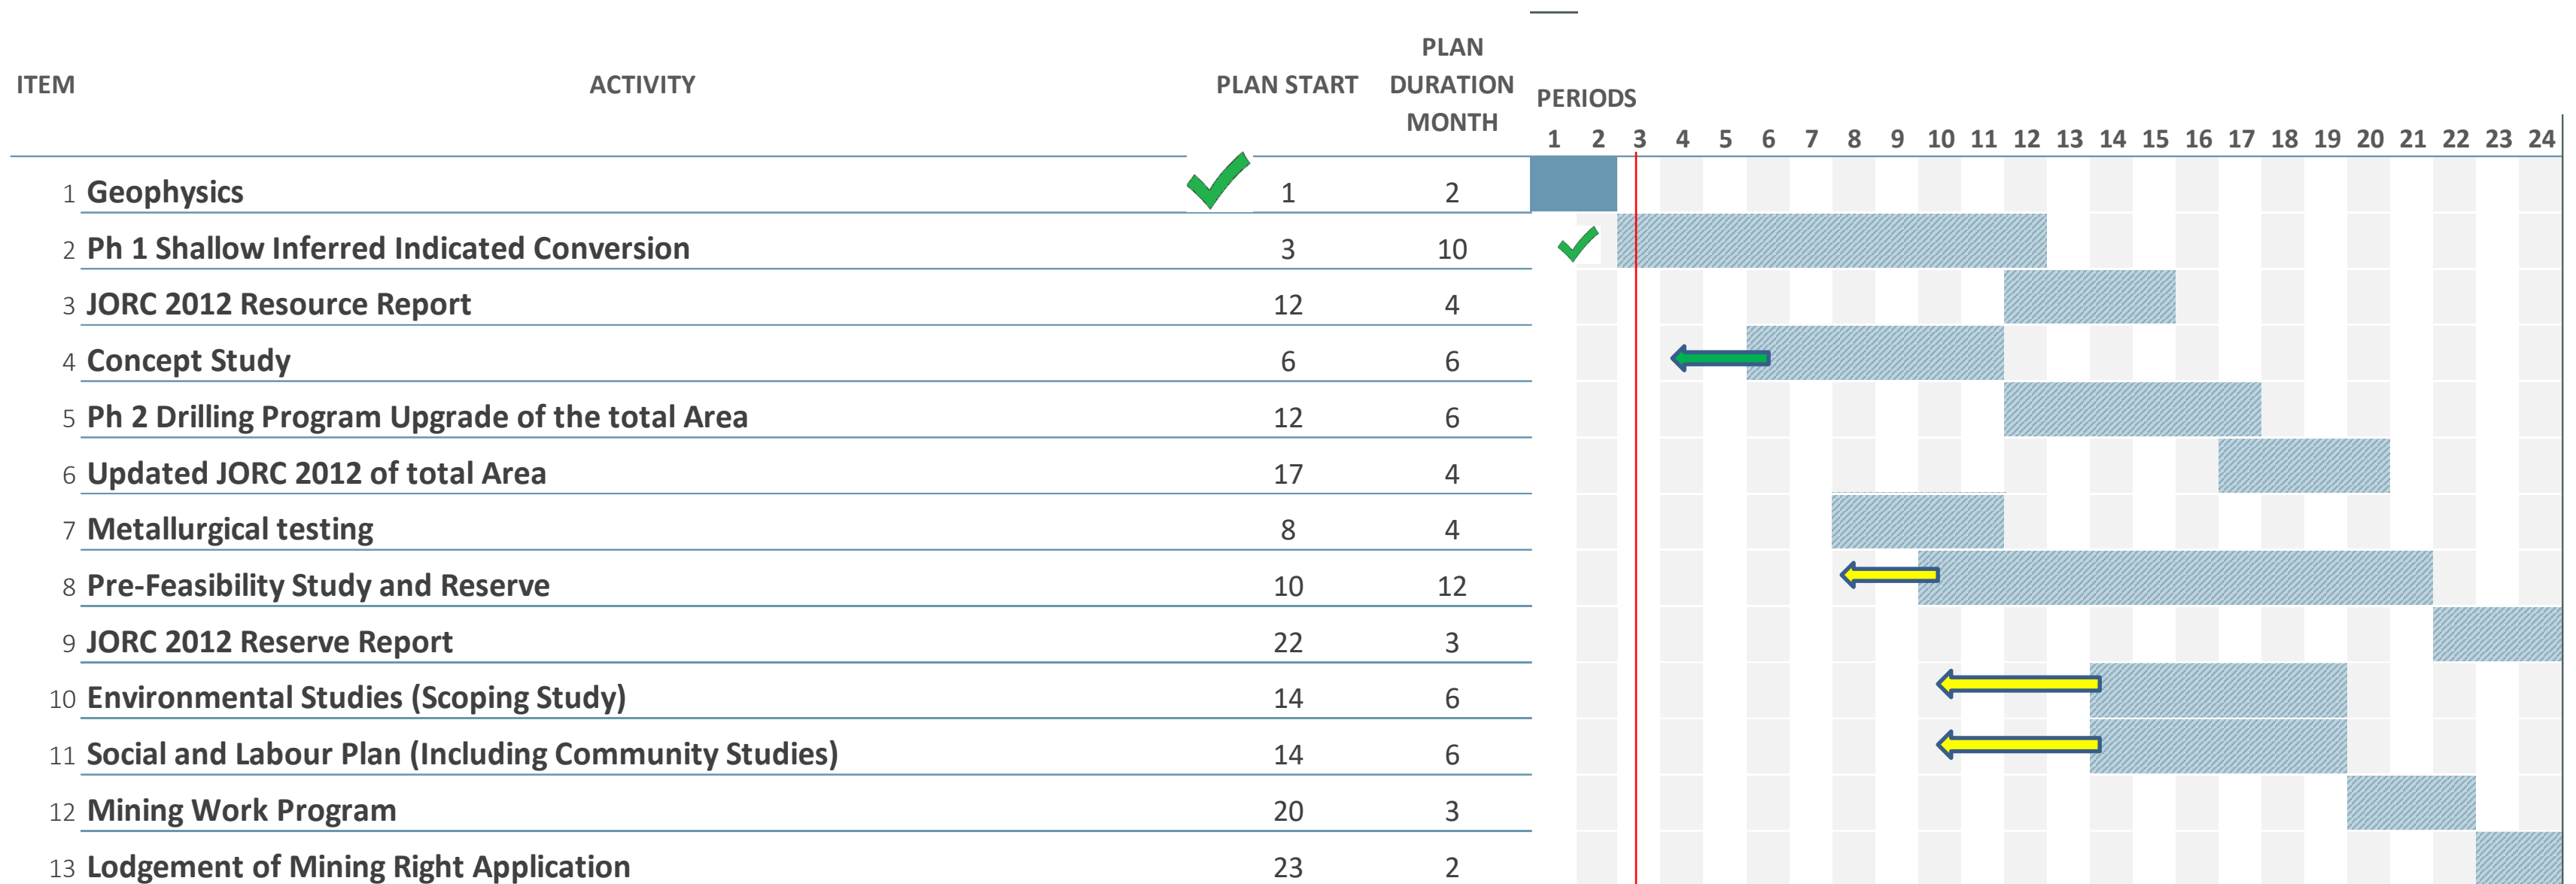 ITEM ACTIVITY PLAN START PLAN DURATION MONTH PERIODS
1 2 3 4 5 6 7 8 9 10 11 12 13 14 15 16 17 18 19 20 21 22 23 24
1 Geophysics 1 2
2 Ph 1 Shallow Inferred Indicated Conversion 3 10
3 JORC 2012 Resource Report 12 4
4 Concept Study 6 6
5 Ph 2 Drilling Program Upgrade of the total Area 12 6
6 Updated JORC 2012 of total Area 17 4
7 Metallurgical testing 8 4
8 Pre-Feasibility Study and Reserve 10 12
9 JORC 2012 Reserve Report 22 3
10 Environmental Studies (Scoping Study) 14 6
11 Social and Labour Plan (Including Community Studies) 14 6
12 Mining Work Program 20 3
13 Lodgement of Mining Right Application 23 2